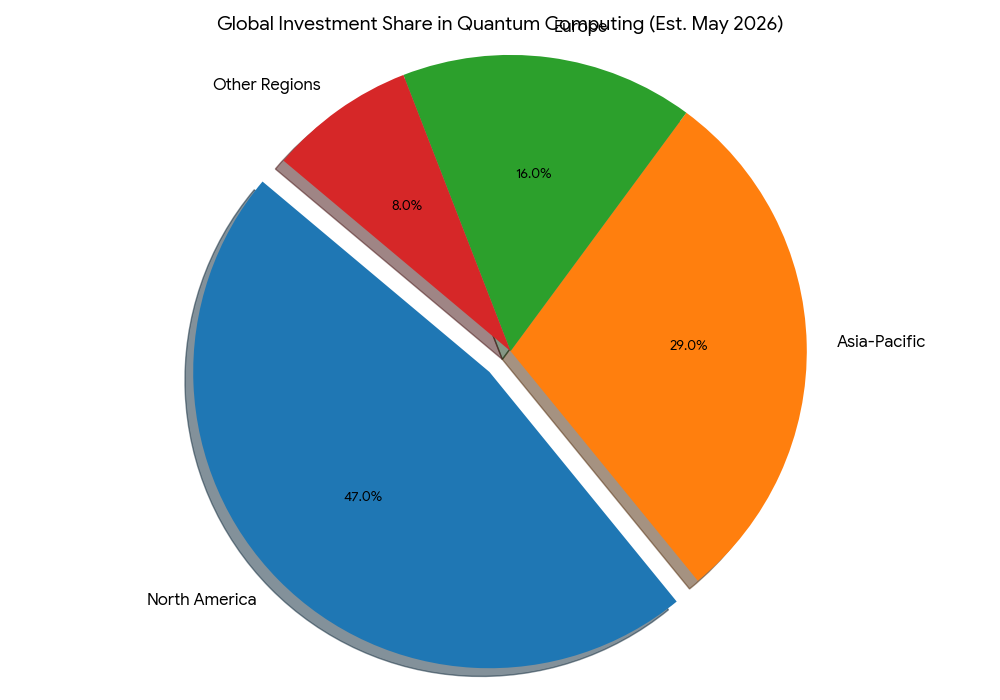 Global Investment Share in Quantum Computing (Est. May 2026)
Europe
Other Regions
16.0%
8.0%
Asia-Pacific
29.0%
47.0%
North America